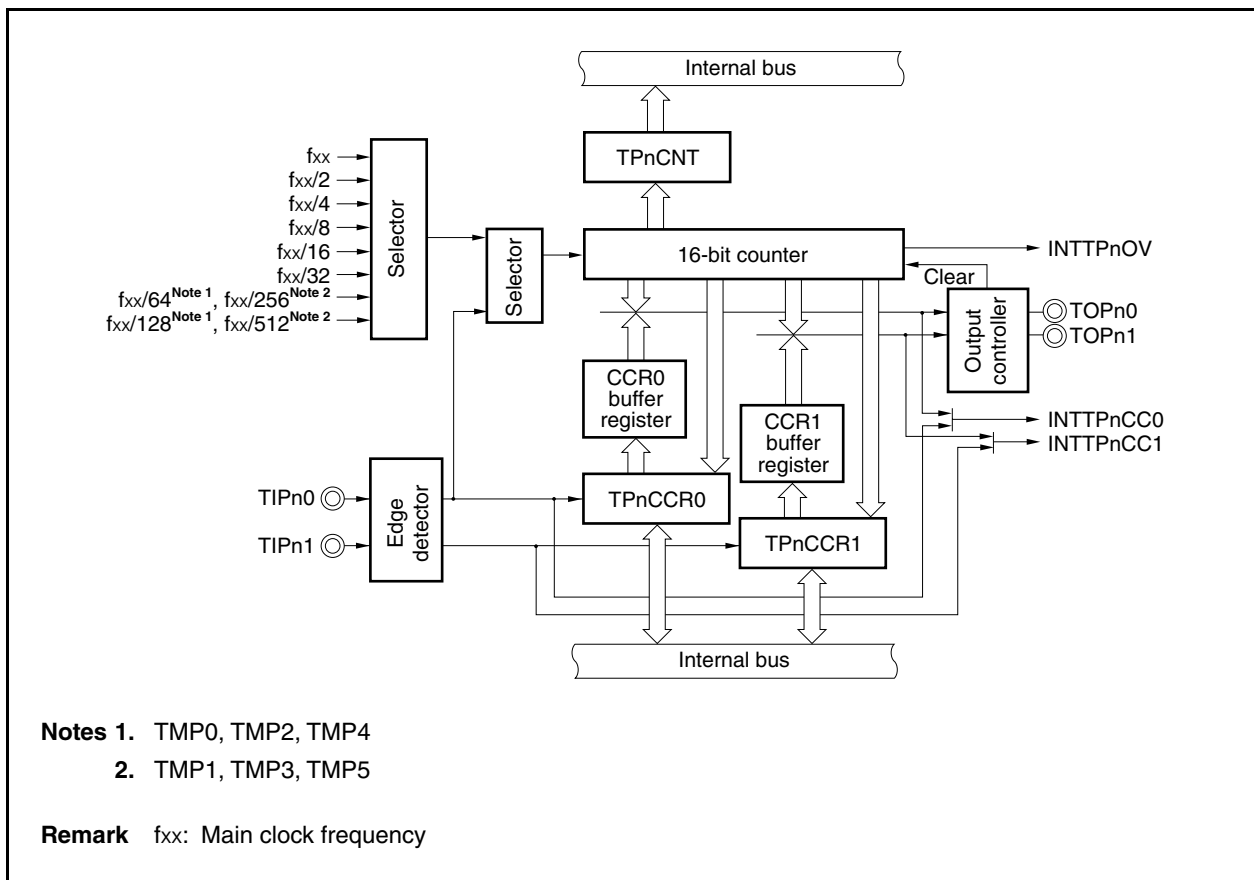 Internal bus
TPnCNT
fxx
fxx/2
fxx/4
fxx/8
fxx/16
fxx/32
fxx/64Note 1, fxx/256Note 2
fxx/128Note 1, fxx/512Note 2
Selector
Selector
16-bit counter
INTTPnOV
Clear
TOPn0
TOPn1
Output
controller
CCR0
buffer
register
CCR1
buffer
register
INTTPnCC0
INTTPnCC1
TIPn0
TIPn1
Edge
detector
TPnCCR0
TPnCCR1
Internal bus
Notes 1. TMP0, TMP2, TMP4
2. TMP1, TMP3, TMP5
Remark fxx: Main clock frequency